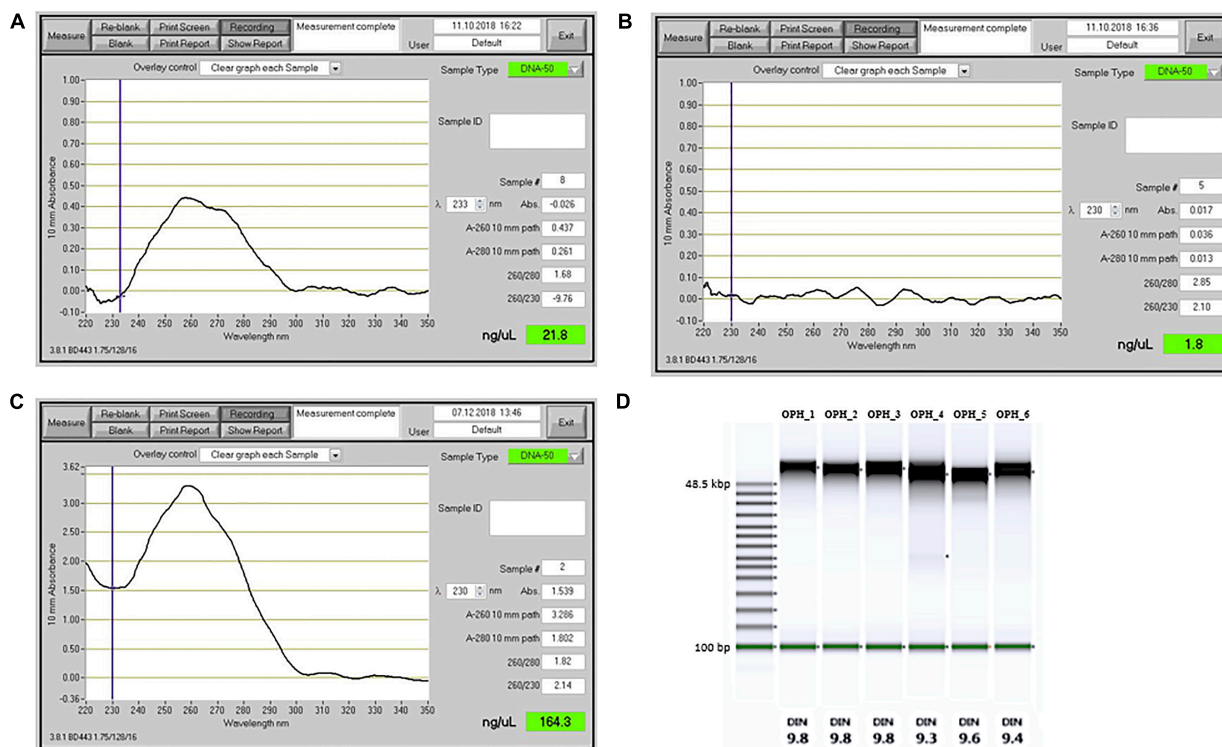 A
Measure Re-blank Print Screen Recording Measurement complete 11.10.2018 16:22 Exit
Blank Print Report Show Report User Default
Overlay control Clear graph each Sample Sample Type DNA-50
1.00
0.90
0.80
0.70
0.60
0.50
0.40
0.30
0.20
0.10
0.00
-0.10
10 mm Absorbance
220 230 240 250 260 270 280 290 300 310 320 330 340 350
Wavelength nm
Sample ID
Sample # 8
λ 233 nm Abs. -0.026
A-260 10 mm path 0.437
A-280 10 mm path 0.261
260/280 1.68
260/230 -9.76
ng/uL 21.8
3.8.1 BD443 1.75/128/16
B
Measure Re-blank Print Screen Recording Measurement complete 11.10.2018 16:36 Exit
Blank Print Report Show Report User Default
Overlay control Clear graph each Sample Sample Type DNA-50
1.00
0.90
0.80
0.70
0.60
0.50
0.40
0.30
0.20
0.10
0.00
-0.10
10 mm Absorbance
220 230 240 250 260 270 280 290 300 310 320 330 340 350
Wavelength nm
Sample ID
Sample # 5
λ 230 nm Abs. 0.017
A-260 10 mm path 0.036
A-280 10 mm path 0.013
260/280 2.85
260/230 2.10
ng/uL 1.8
3.8.1 BD443 1.75/128/16
C
Measure Re-blank Print Screen Recording Measurement complete 07.12.2018 13:46 Exit
Blank Print Report Show Report User Default
Overlay control Clear graph each Sample Sample Type DNA-50
3.62
3.00
2.50
2.00
1.50
1.00
0.50
0.00
-0.36
10 mm Absorbance
220 230 240 250 260 270 280 290 300 310 320 330 340 350
Wavelength nm
Sample ID
Sample # 2
λ 230 nm Abs. 1.539
A-260 10 mm path 3.286
A-280 10 mm path 1.802
260/280 1.82
260/230 2.14
ng/uL 164.3
3.8.1 BD443 1.75/128/16
D
OPH_1 OPH_2 OPH_3 OPH_4 OPH_5 OPH_6
48.5 kbp
100 bp
DIN DIN DIN DIN DIN DIN
9.8 9.8 9.8 9.3 9.6 9.4